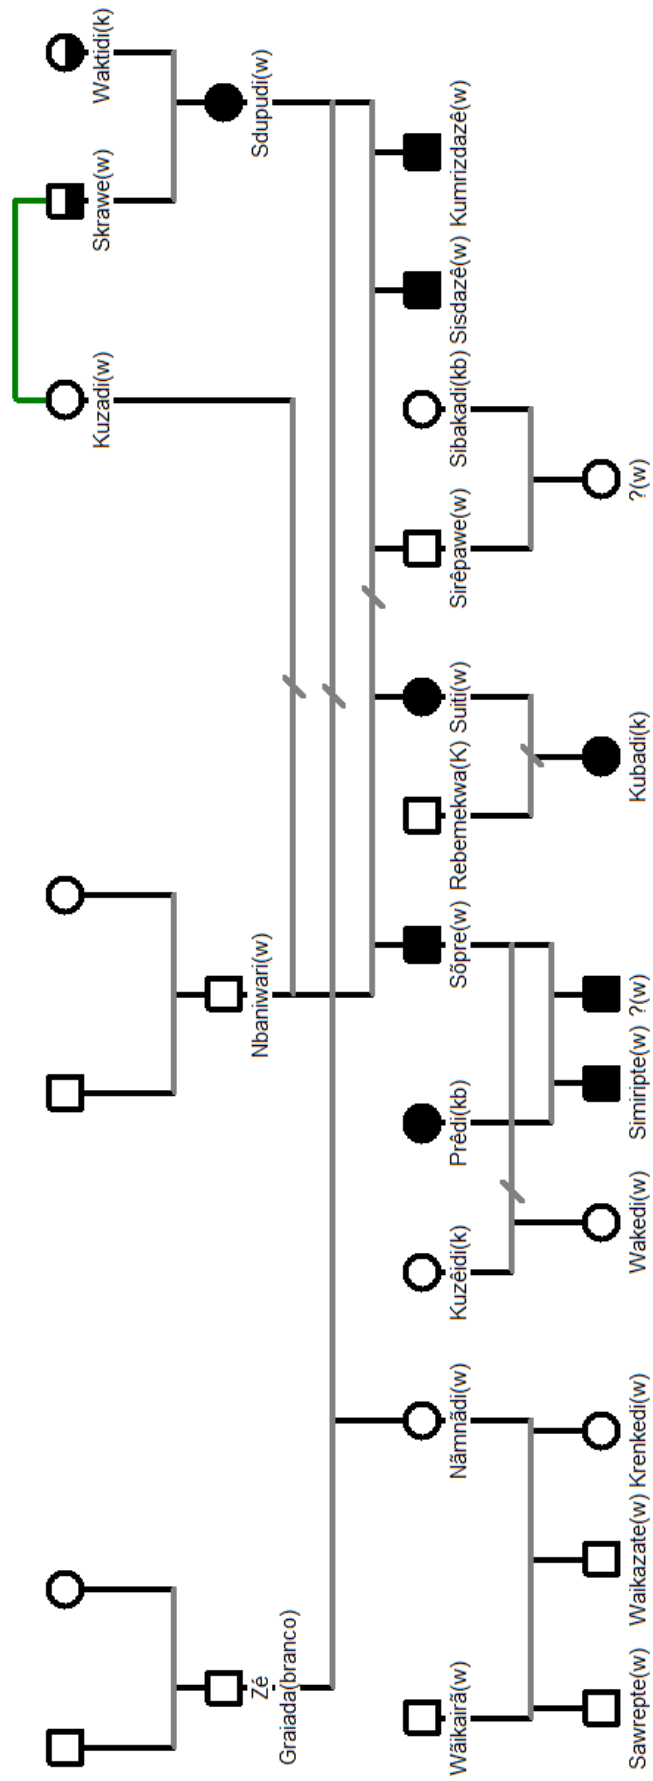 Kuzadi(w)
Skrawe(w)
Waktidi(k)
Zé
Graiada(branco)
Nbaniwari(w)
Sdupudi(w)
Wãikairã(w)
Nãmnãdi(w)
Kuzêidi(k)
Prêdi(kb)
Sõpre(w)
Rebemekwa(K)
Suiti(w)
Sirêpawe(w)
Sibakadi(kb)
Sisdazê(w)
Kumrizdazê(w)
Sawrepte(w)
Waikazate(w)
Krenkedi(w)
Wakedi(w)
Simiripte(w)
?(w)
Kubadi(k)
?(w)